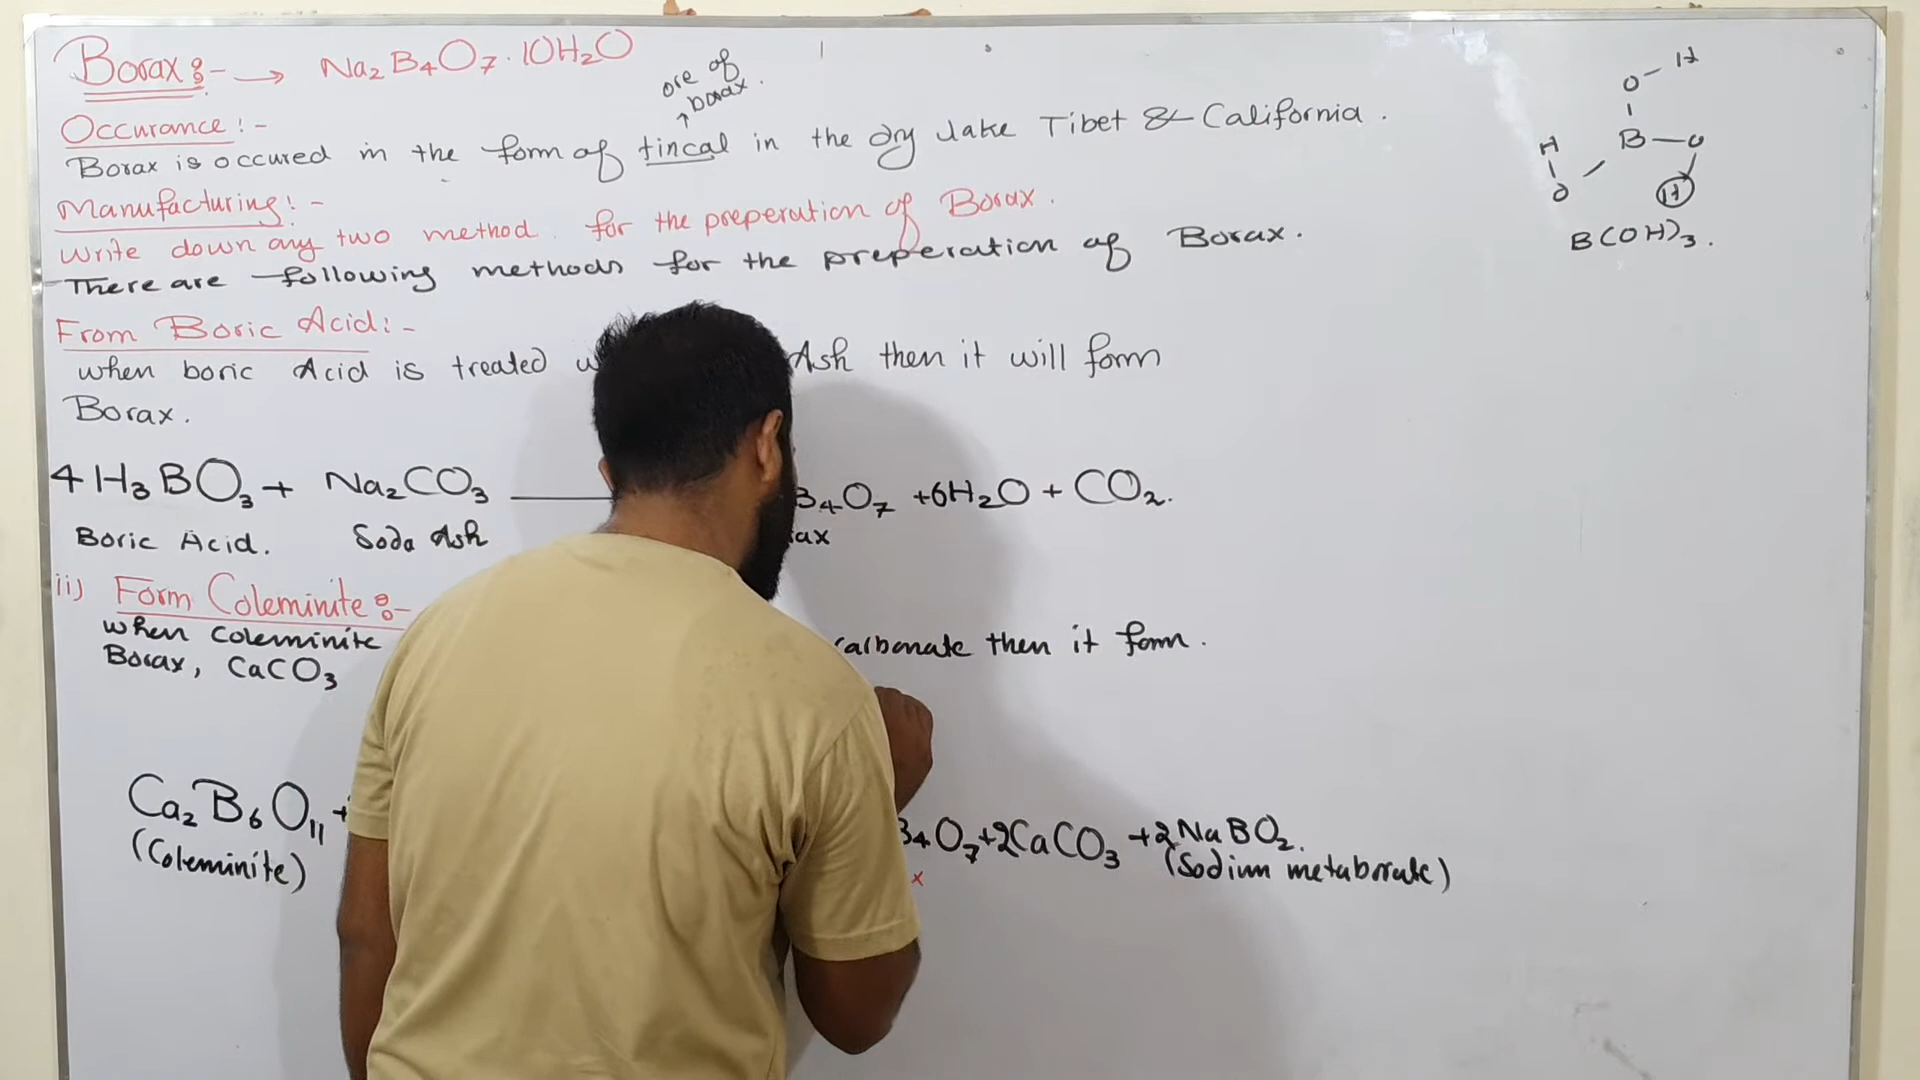 Borax :- → Na2B4O7.10H2O
ore of
borax.
Occurance :-
Borax is occured in the form of tincal in the dry lake Tibet & California.
Manufacturing :-
Write down any two method for the preperation of Borax.
There are following methods for the preperation of Borax.
From Boric Acid :-
when boric Acid is treated Ash then it will form
Borax.
4H3BO3 + Na2CO3 4O7 +6H2O + CO2.
Boric Acid. Soda Ash
ii) Form Coleminite :-
when coleminite carbonate then it form.
Borax, CaCO3
Ca2B6O11 + 4O7+2CaCO3 +2NaBO2.
(Coleminite) (Sodium metaborate)
O-H
H B-O
O H
B(OH)3.